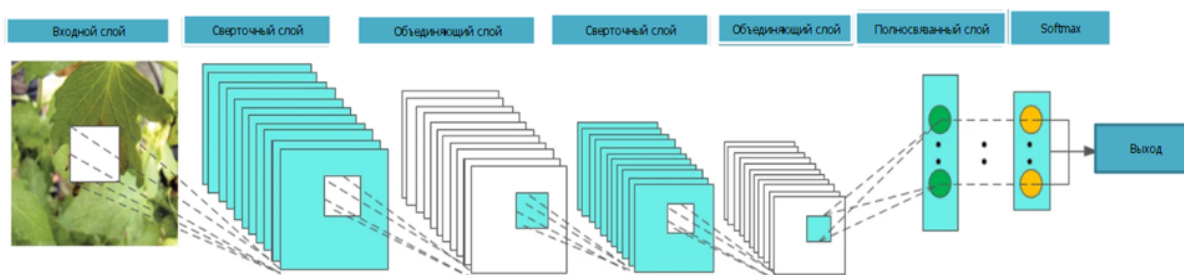 Входной слой
Сверточный слой
Объединяющий слой
Сверточный слой
Объединяющий слой
Полносвязанный слой
Softmax
Выход